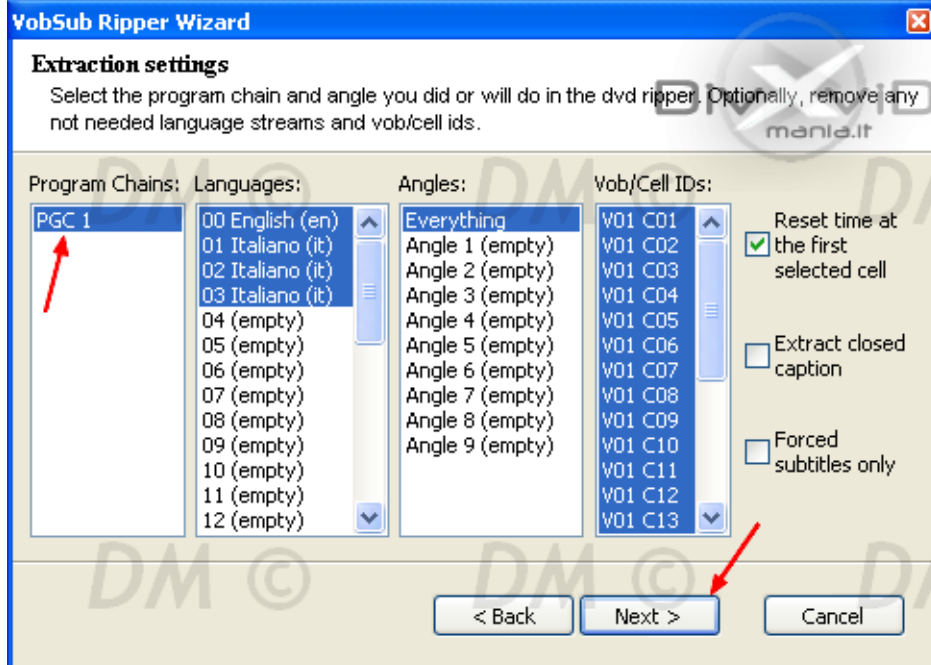 VobSub Ripper Wizard
Extraction settings
Select the program chain and angle you did or will do in the dvd ripper. Optionally, remove any
not needed language streams and vob/cell ids.
DivXviD
mania.it
Program Chains: Languages: Angles: Vob/Cell IDs:
PGC 1
00 English (en)
01 Italiano (it)
02 Italiano (it)
03 Italiano (it)
04 (empty)
05 (empty)
06 (empty)
07 (empty)
08 (empty)
09 (empty)
10 (empty)
11 (empty)
12 (empty)
Everything
Angle 1 (empty)
Angle 2 (empty)
Angle 3 (empty)
Angle 4 (empty)
Angle 5 (empty)
Angle 6 (empty)
Angle 7 (empty)
Angle 8 (empty)
Angle 9 (empty)
V01 C01
V01 C02
V01 C03
V01 C04
V01 C05
V01 C06
V01 C07
V01 C08
V01 C09
V01 C10
V01 C11
V01 C12
V01 C13
Reset time at
the first
selected cell
Extract closed
caption
Forced
subtitles only
DM © DM © D
DM © DM © D
< Back Next > Cancel